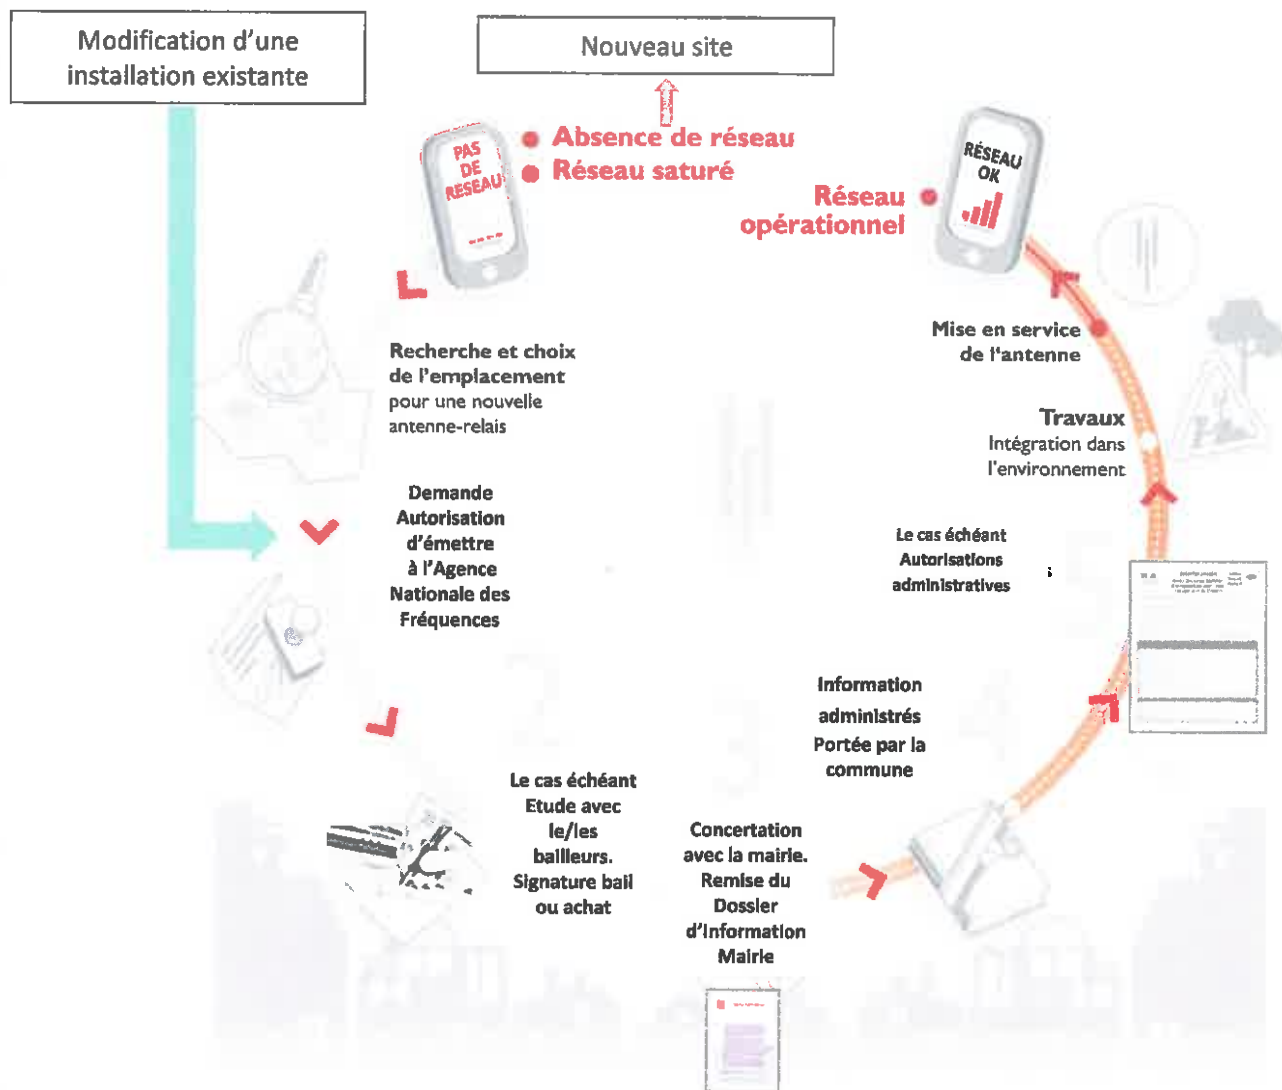 Modification d'une
installation existante
Nouveau site
PAS
DE
RESEAU
Absence de réseau
Réseau saturé
RÉSEAU
OK
Réseau
opérationnel
Recherche et choix
de l'emplacement
pour une nouvelle
antenne-relais
Mise en service
de l'antenne
Travaux
Intégration dans
l'environnement
Demande
Autorisation
d'émettre
à l'Agence
Nationale des
Fréquences
Le cas échéant
Autorisations
administratives
s
Information
administrés
Portée par la
commune
Le cas échéant
Etude avec
le/les
bailleurs.
Signature bail
ou achat
Concertation
avec la mairie.
Remise du
Dossier
d'Information
Mairie
2
3
4
5